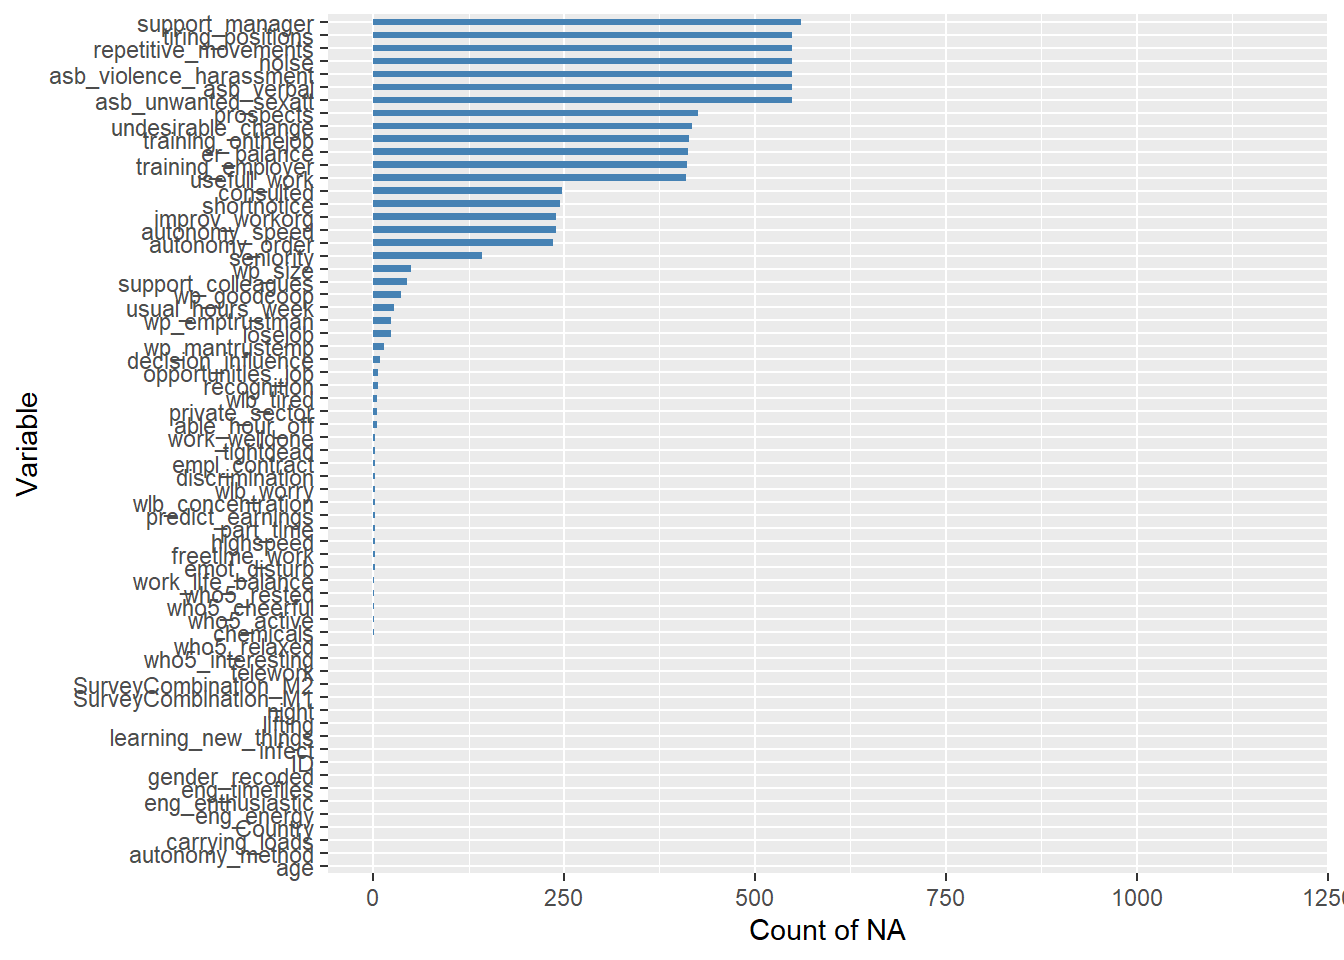 support_manager
tiring_positions
repetitive_movements
noise
asb_violence_harassment
asb_verbal
asb_unwanted_sexatt
prospects
undesirable_change
training_onthejob
er_balance
training_employer
usefull_work
consulted
shortnotice
improv_workorg
autonomy_speed
autonomy_order
seniority
wp_size
support_colleagues
wp_goodcoop
usual_hours_week
wp_emptrustman
losejob
wp_mantrustemp
decision_influence
opportunities_job
recognition
wlb_tired
private_sector
able_hour_off
work_welldone
tightdead
empl_contract
discrimination
wlb_worry
wlb_concentration
predict_earnings
part_time
highspeed
freetime_work
emot_disturb
work_life_balance
who5_rested
who5_cheerful
who5_active
chemicals
who5_relaxed
who5_interesting
telework
SurveyCombination_M2
SurveyCombination_M1
night
lifting
learning_new_things
infect
ID
gender_recoded
eng_timeflies
eng_enthusiastic
eng_energy
Country
carrying_loads
autonomy_method
age
Variable
0 250 500 750 1000 1250
Count of NA